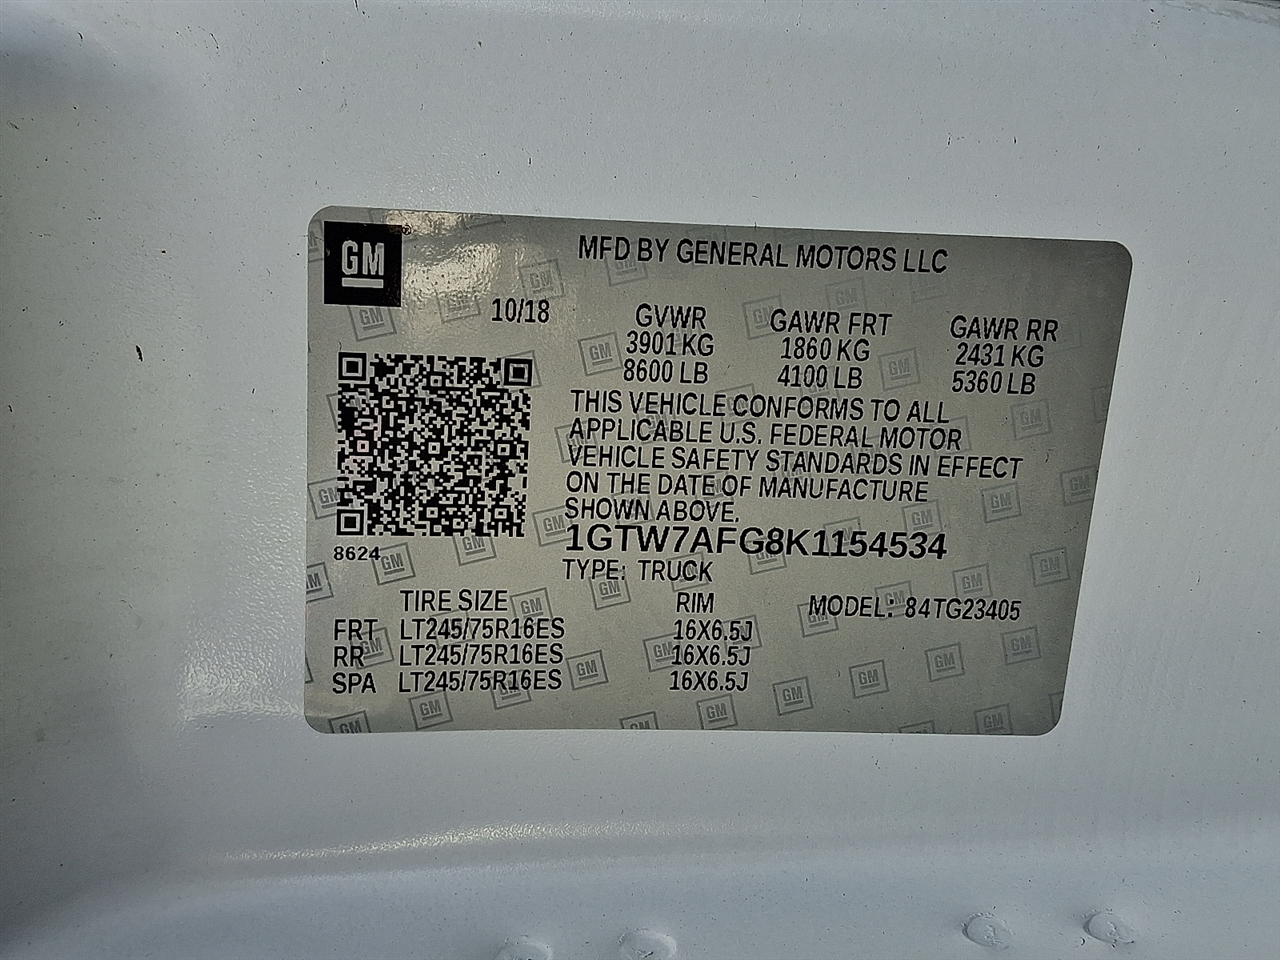 GM
MFD BY GENERAL MOTORS LLC
10/18
GVWR GAWR FRT GAWR RR
3901 KG 1860 KG 2431 KG
8600 LB 4100 LB 5360 LB
THIS VEHICLE CONFORMS TO ALL
APPLICABLE U.S. FEDERAL MOTOR
VEHICLE SAFETY STANDARDS IN EFFECT
ON THE DATE OF MANUFACTURE
SHOWN ABOVE.
8624
1GTW7AFG8K1154534
TYPE: TRUCK
TIRE SIZE RIM MODEL: 84TG23405
FRT LT245/75R16ES 16X6.5J
RR LT245/75R16ES 16X6.5J
SPA LT245/75R16ES 16X6.5J